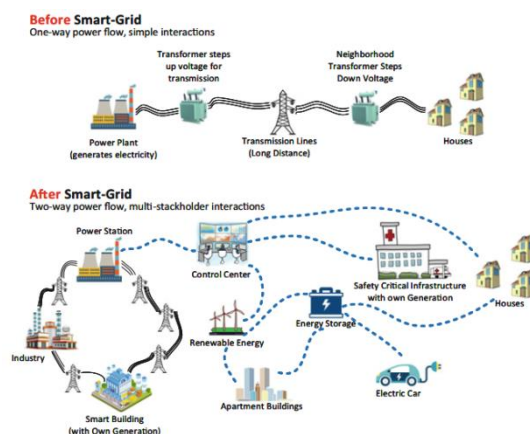 Before Smart-Grid
One-way power flow, simple interactions
Transformer steps
up voltage for
transmission
Neighborhood
Transformer Steps
Down Voltage
Power Plant
(generates electricity)
Transmission Lines
(Long Distance)
Houses
After Smart-Grid
Two-way power flow, multi-stackholder interactions
Power Station
Control Center
Safety Critical Infrastructure
with own Generation
Houses
Industry
Renewable Energy
Energy Storage
Smart Building
(with Own Generation)
Apartment Buildings
Electric Car